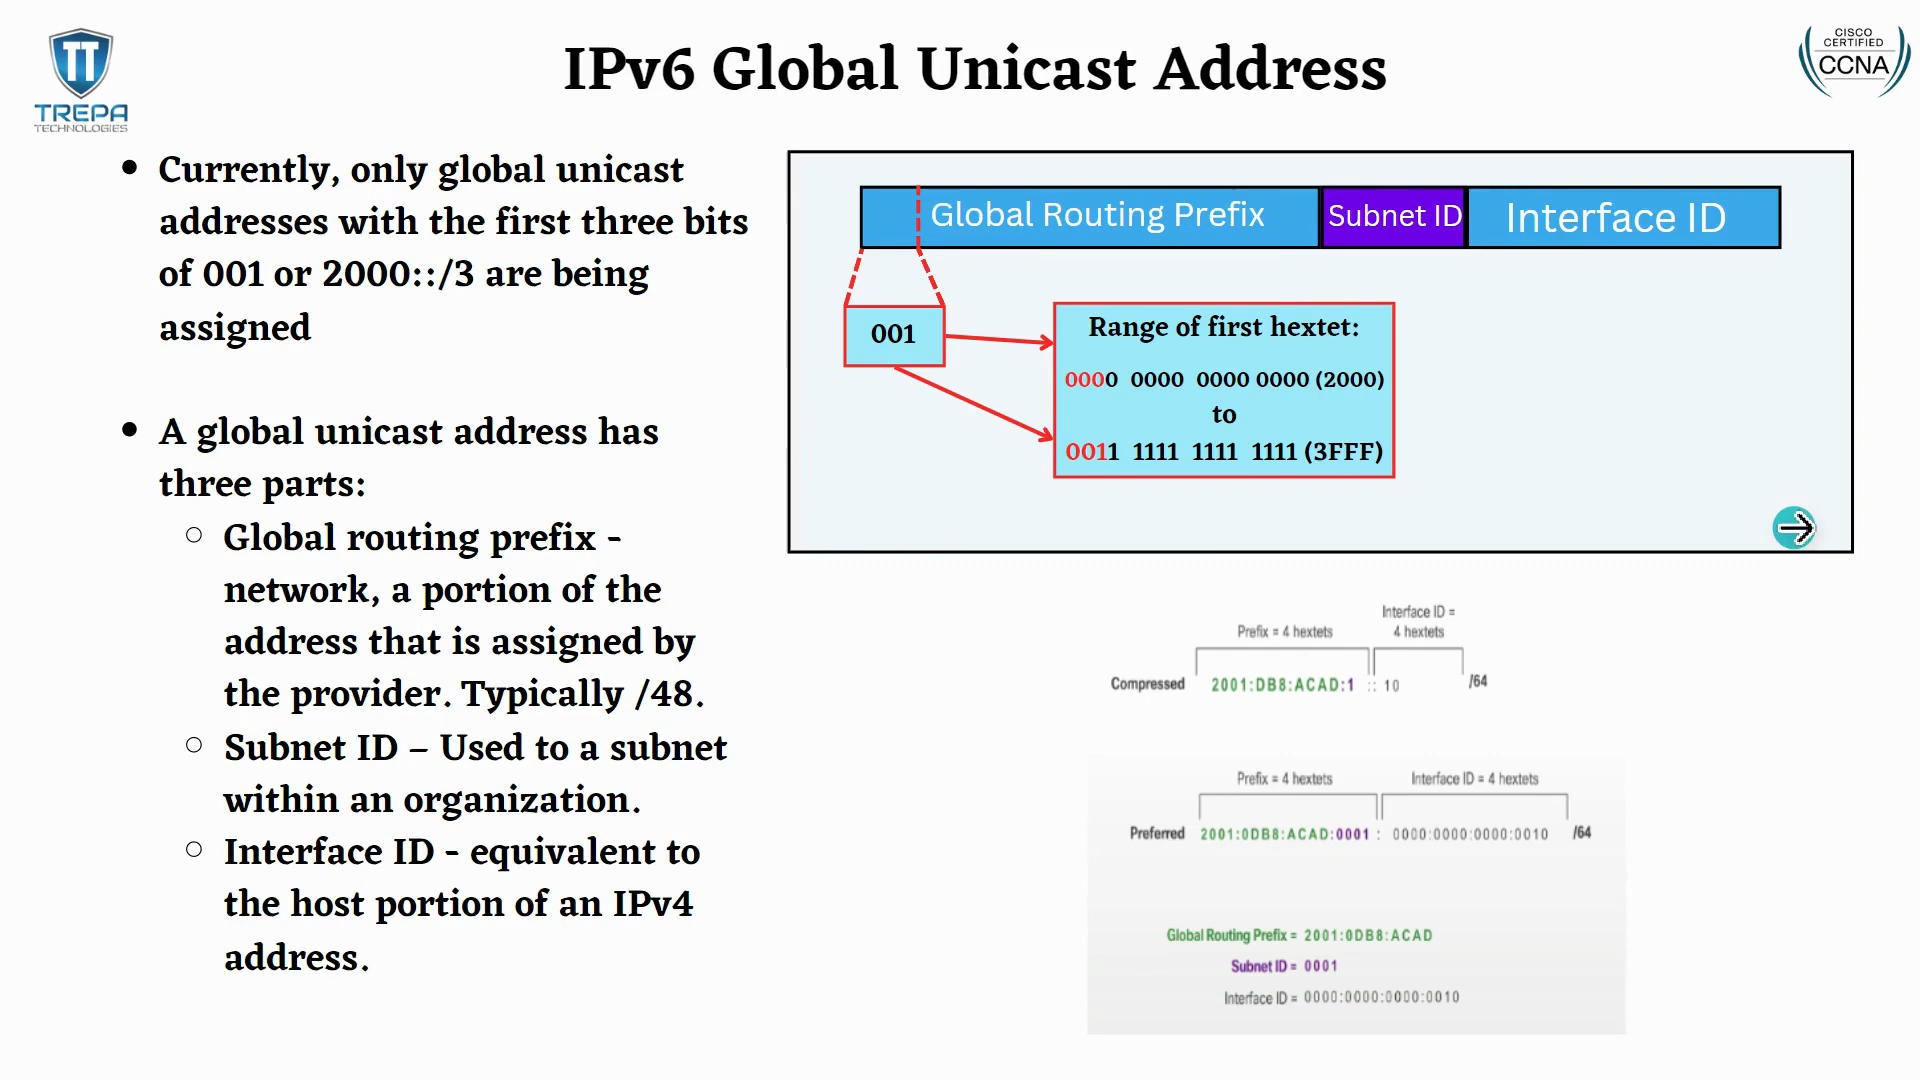 TREPA
TECHNOLOGIES
IPv6 Global Unicast Address
CISCO
CERTIFIED
CCNA
• Currently, only global unicast
addresses with the first three bits
of 001 or 2000::/3 are being
assigned
• A global unicast address has
three parts:
○ Global routing prefix -
network, a portion of the
address that is assigned by
the provider. Typically /48.
○ Subnet ID – Used to a subnet
within an organization.
○ Interface ID - equivalent to
the host portion of an IPv4
address.
Global Routing Prefix Subnet ID Interface ID
001
Range of first hextet:
0000 0000 0000 0000 (2000)
to
0011 1111 1111 1111 (3FFF)
Interface ID =
Prefix = 4 hextets 4 hextets
Compressed 2001:DB8:ACAD:1 :: 10 /64
Prefix = 4 hextets Interface ID = 4 hextets
Preferred 2001:0DB8:ACAD:0001 : 0000:0000:0000:0010 /64
Global Routing Prefix = 2001:0DB8:ACAD
Subnet ID = 0001
Interface ID = 0000:0000:0000:0010